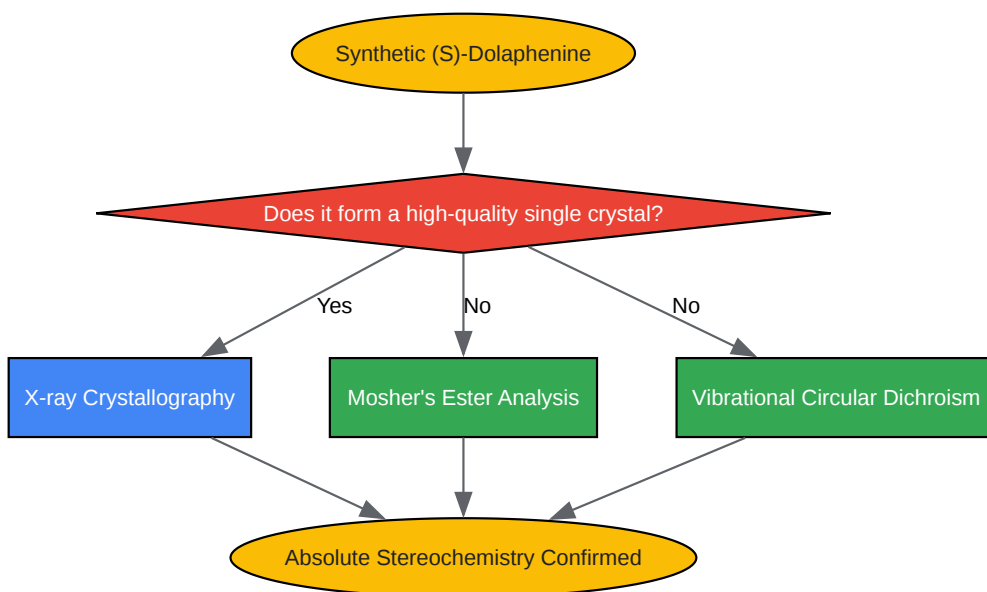 Synthetic (S)-Dolaphenine
Does it form a high-quality single crystal?
Yes
No
No
X-ray Crystallography
Mosher's Ester Analysis
Vibrational Circular Dichroism
Absolute Stereochemistry Confirmed